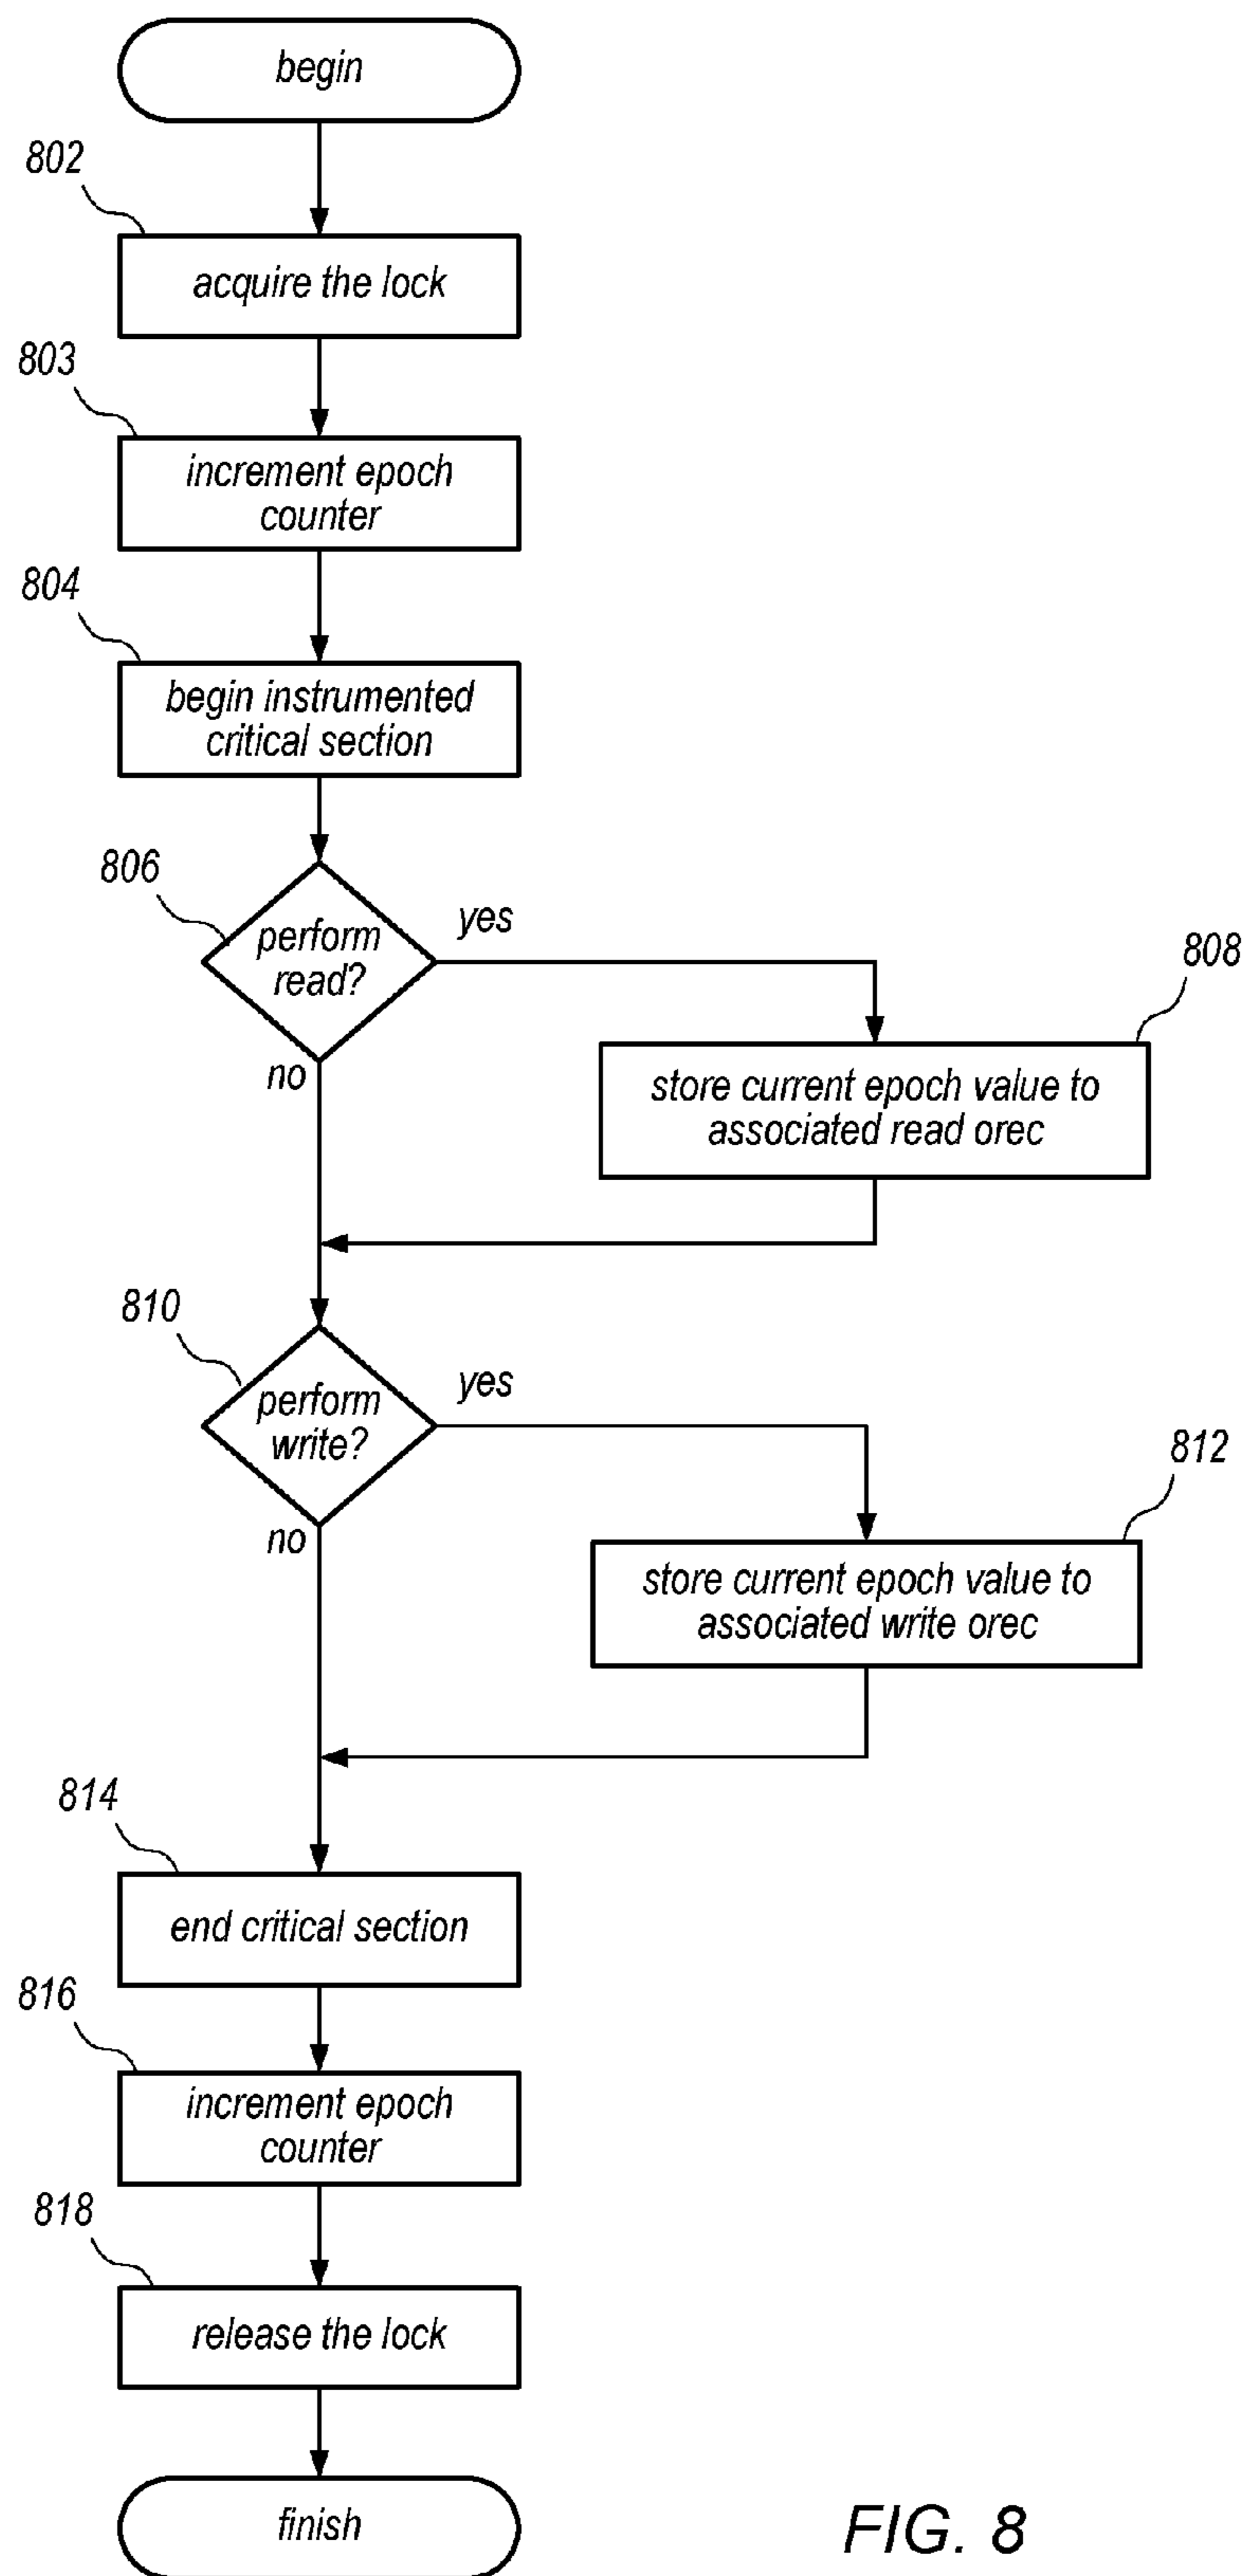 begin
802
acquire the lock
803
increment epoch
counter
804
begin instrumented
critical section
806
perform
read?
yes
no
808
store current epoch value to
associated read orec
810
perform
write?
yes
no
812
store current epoch value to
associated write orec
814
end critical section
816
increment epoch
counter
818
release the lock
finish
FIG. 8